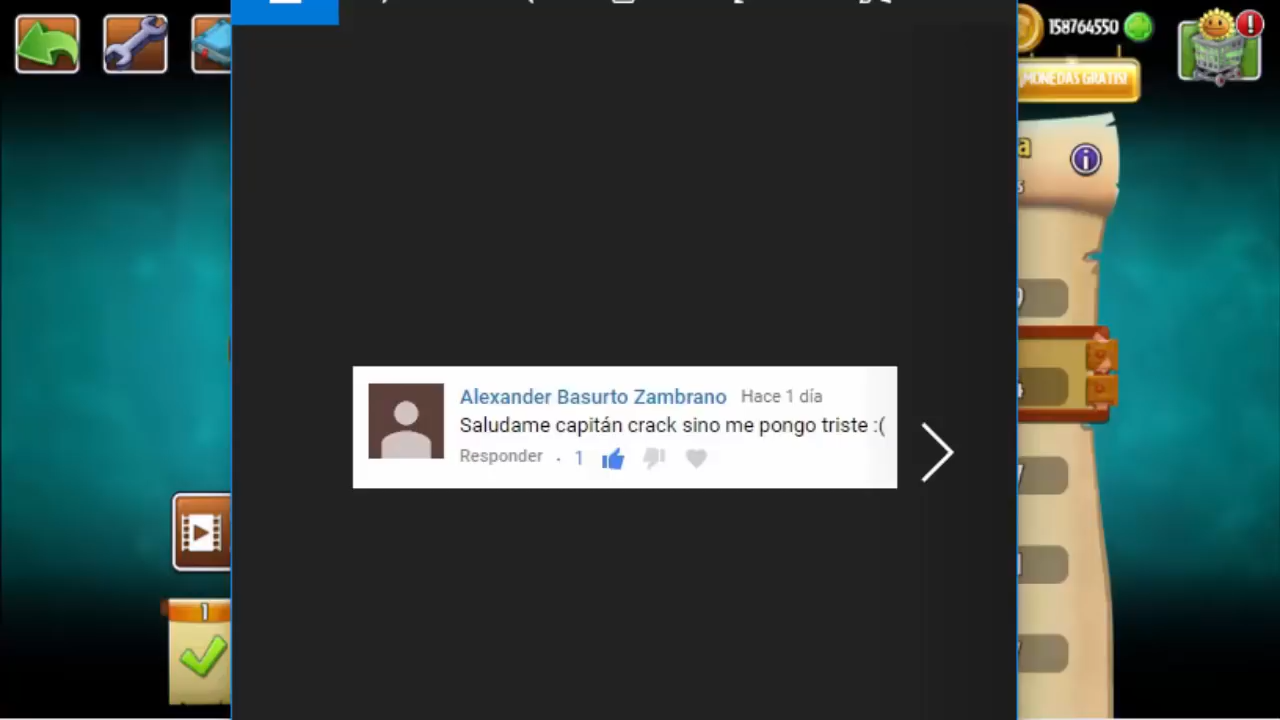 158764550
¡MONEDAS GRATIS!
a
Alexander Basurto Zambrano Hace 1 día
Saludame capitán crack sino me pongo triste :(
Responder · 1
1